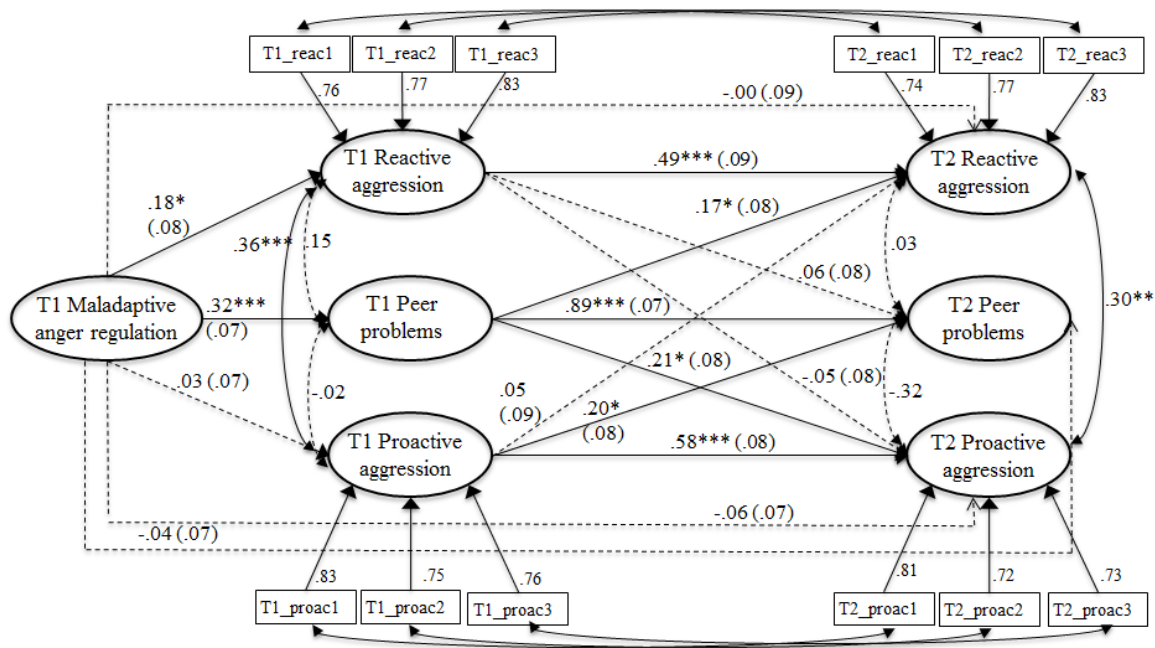 T1_reac1 T1_reac2 T1_reac3 T2_reac1 T2_reac2 T2_reac3
.76 .77 .83 .74 .77 .83
-.00 (.09)
T1 Reactive
aggression
T2 Reactive
aggression
.49*** (.09)
.18*
(.08)
.17* (.08)
.36*** .15
.03
.06 (.08)
T1 Maladaptive
anger regulation
.32***
(.07)
T1 Peer
problems
.89*** (.07)
T2 Peer
problems
.30**
.21* (.08)
.03 (.07)
-.02
.05
(.09)
.20*
(.08)
-.05 (.08)
-.32
T1 Proactive
aggression
.58*** (.08)
T2 Proactive
aggression
-.06 (.07)
-.04 (.07)
.83 .75 .76 .81 .72 .73
T1_proac1 T1_proac2 T1_proac3 T2_proac1 T2_proac2 T2_proac3